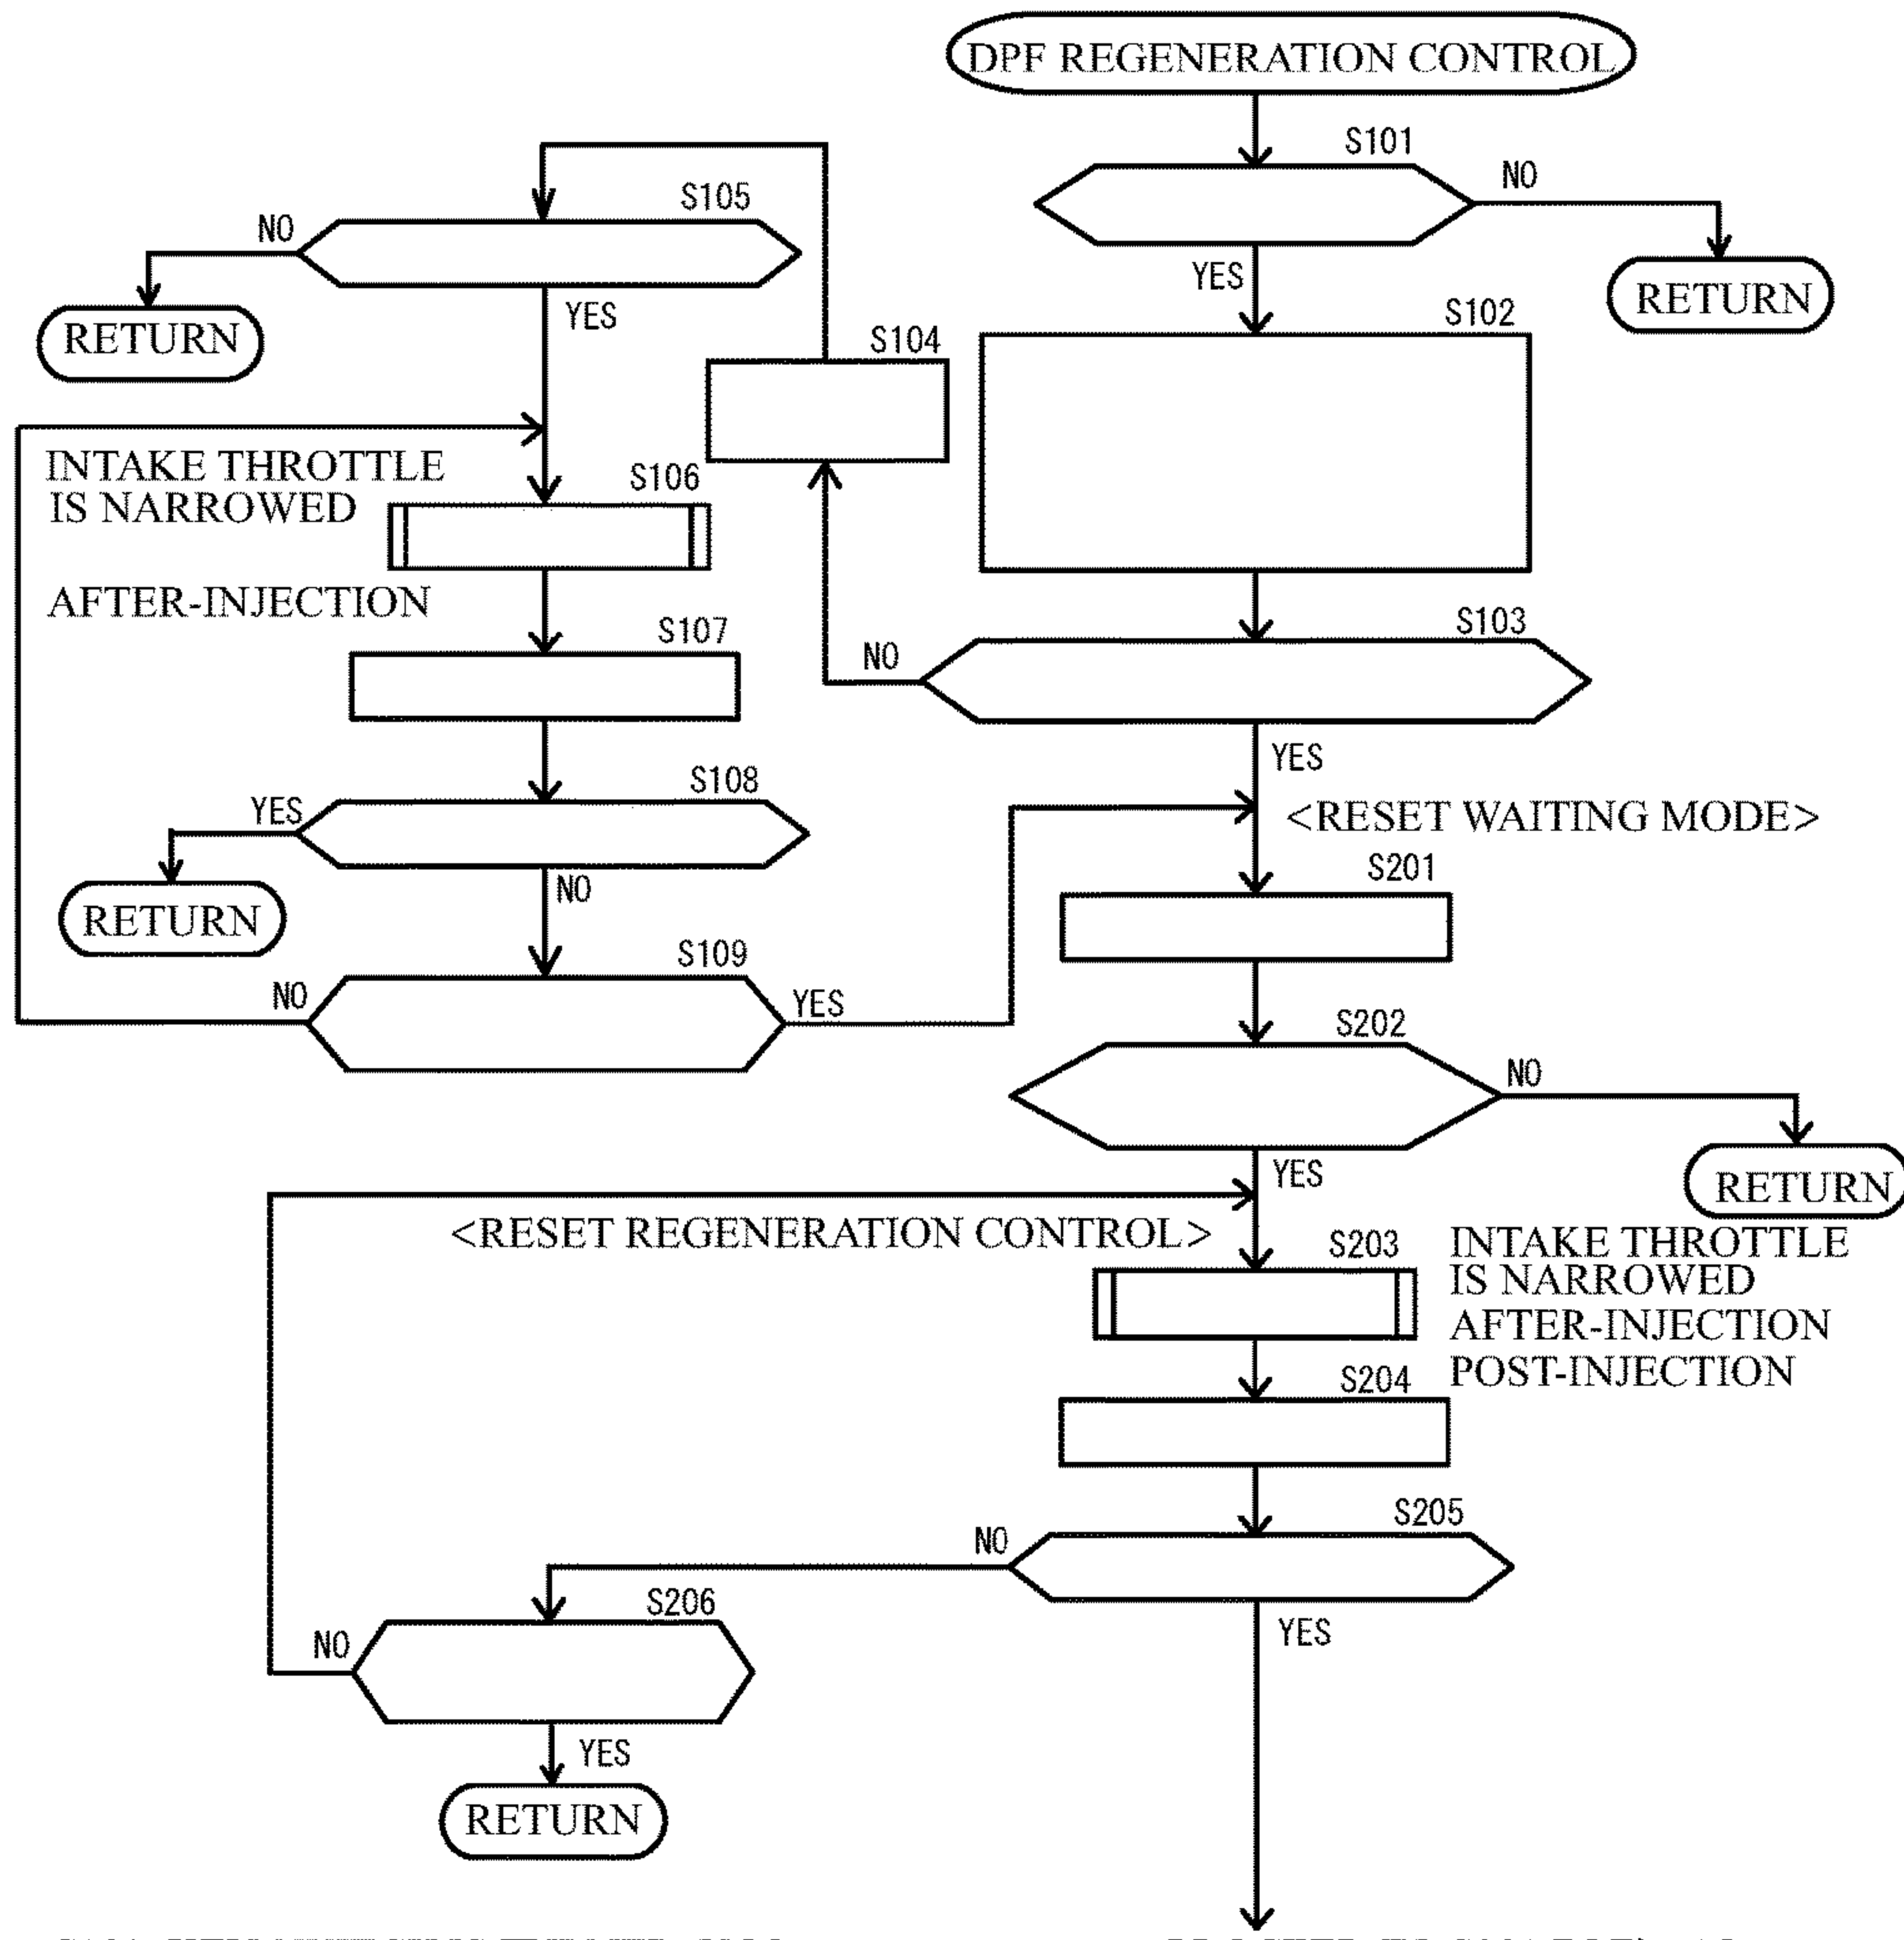 DPF REGENERATION CONTROL
S101
NO
YES
RETURN
S105
NO
YES
RETURN
S104
S102
INTAKE THROTTLE
IS NARROWED
S106
AFTER-INJECTION
S107
S103
NO
YES
S108
YES
NO
RETURN
<RESET WAITING MODE>
S201
S109
NO
YES
S202
NO
YES
RETURN
<RESET REGENERATION CONTROL>
S203
INTAKE THROTTLE
IS NARROWED
AFTER-INJECTION
POST-INJECTION
S204
S205
NO
YES
S206
NO
YES
RETURN